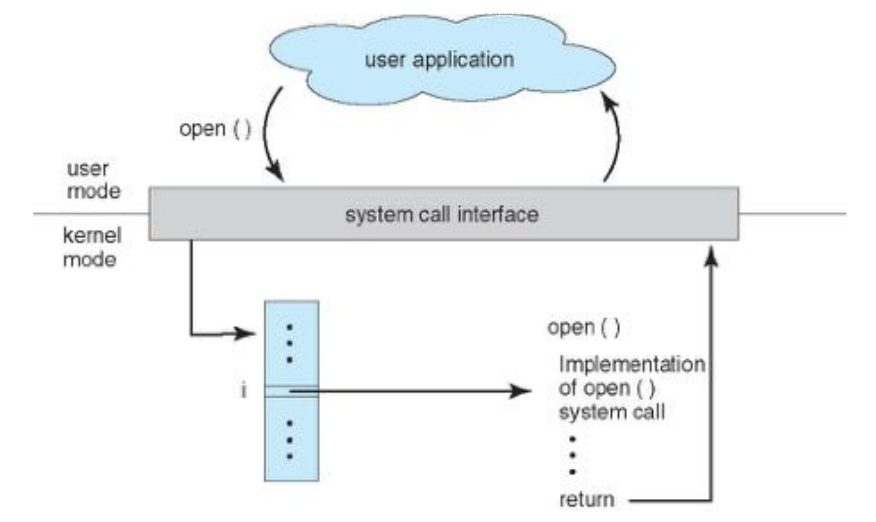 user application
open ( )
user
mode
system call interface
kernel
mode
open ( )
i
Implementation
of open ( )
system call
return